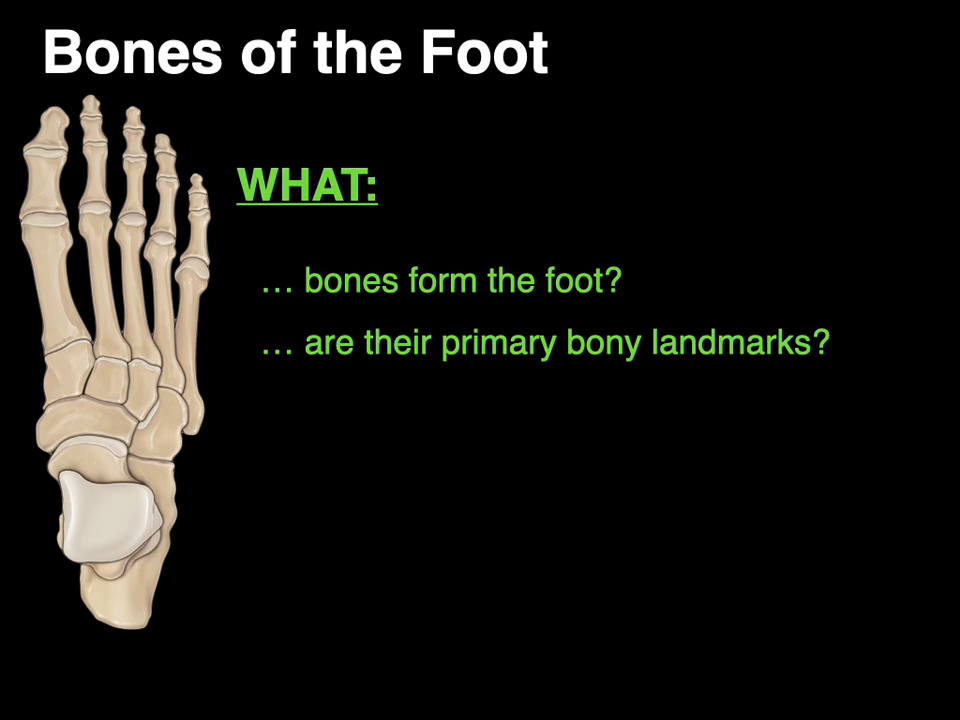 Bones of the Foot
WHAT:
… bones form the foot?
… are their primary bony landmarks?